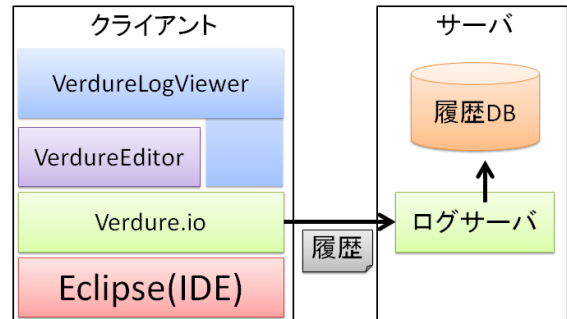 クライアント
VerdureLogViewer
VerdureEditor
Verdure.io
Eclipse(IDE)
履歴
サーバ
履歴DB
ログサーバ